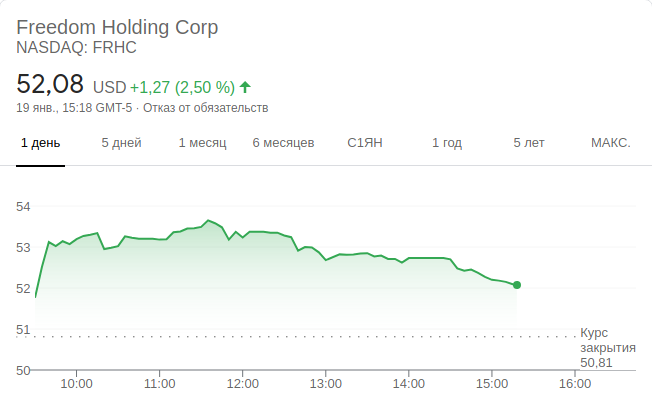 Freedom Holding Corp
NASDAQ: FRHC
52,08 USD +1,27 (2,50 %)
19 янв., 15:18 GMT-5 · Отказ от обязательств
1 день 5 дней 1 месяц 6 месяцев С1ЯН 1 год 5 лет МАКС.
54
53
52
51
Курс
закрытия
50,81
50
10:00 11:00 12:00 13:00 14:00 15:00 16:00